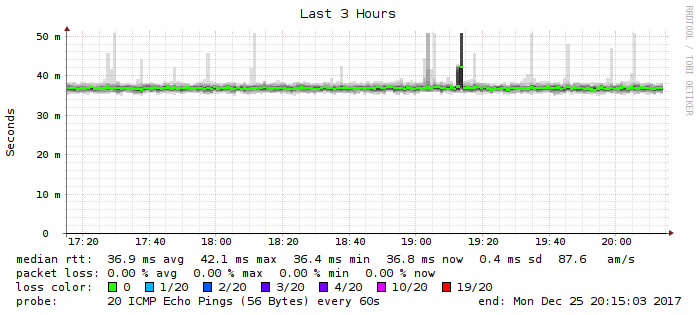 Last 3 Hours
RRDTOOL / TOBI OETIKER
Seconds
50 m
40 m
30 m
20 m
10 m
0
17:20 17:40 18:00 18:20 18:40 19:00 19:20 19:40 20:00
median rtt: 36.9 ms avg 42.1 ms max 36.4 ms min 36.8 ms now 0.4 ms sd 87.6 am/s
packet loss: 0.00 % avg 0.00 % max 0.00 % min 0.00 % now
loss color: 0 1/20 2/20 3/20 4/20 10/20 19/20
probe: 20 ICMP Echo Pings (56 Bytes) every 60s end: Mon Dec 25 20:15:03 2017